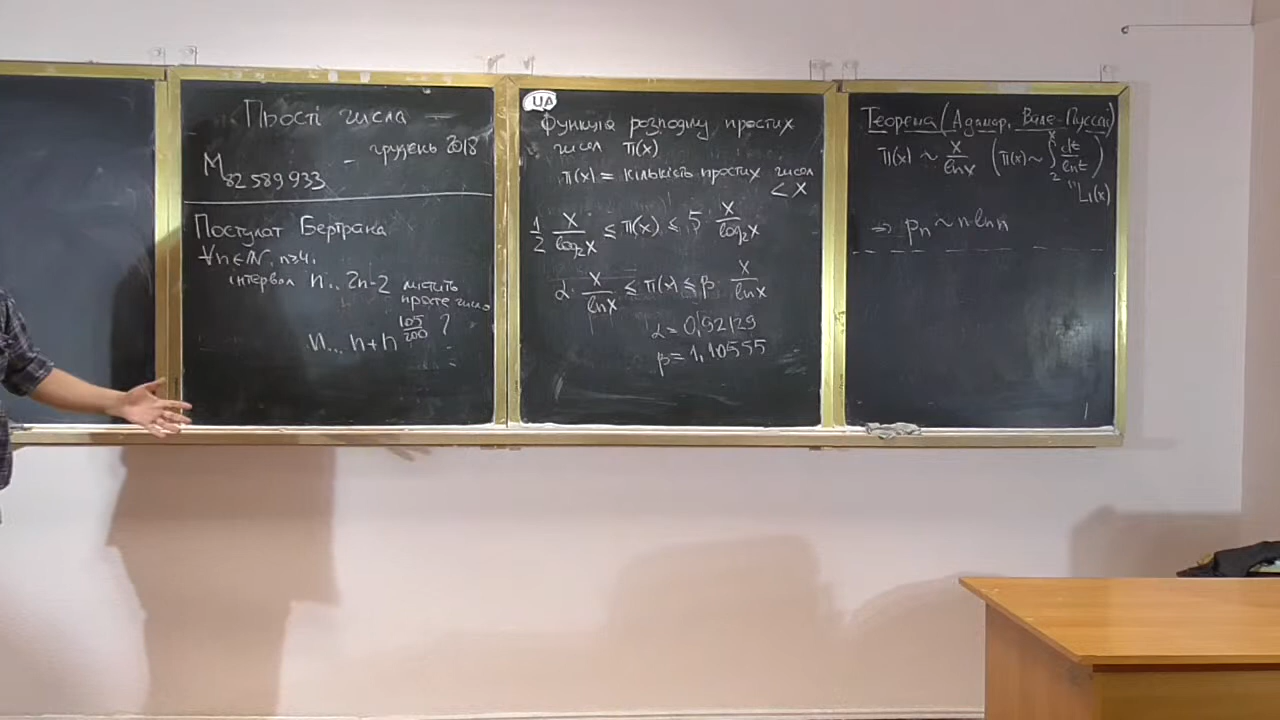 Прості числа
– грудень 2018
M₈₂ ₅₈₉ ₉₃₃
Постулат Бертрана
∀n∈N, n≥4,
інтервал n.. 2n-2 містить
просте число
n... n+n^(105/200) ?
UA
Функція розподілу простих
чисел π(x)
π(x) = кількість простих чисел
< x
1/2 · x/log₂x ≤ π(x) ≤ 5 · x/log₂x
α · x/lnx ≤ π(x) ≤ β · x/lnx
α = 0,92129
β = 1,10555
Теорема (Адамар, Вале-Пуссен)
π(x) ~ x/lnx (π(x) ~ ∫₂ˣ dt/lnt)
" Li(x)
⇒ pₙ ~ n lnn